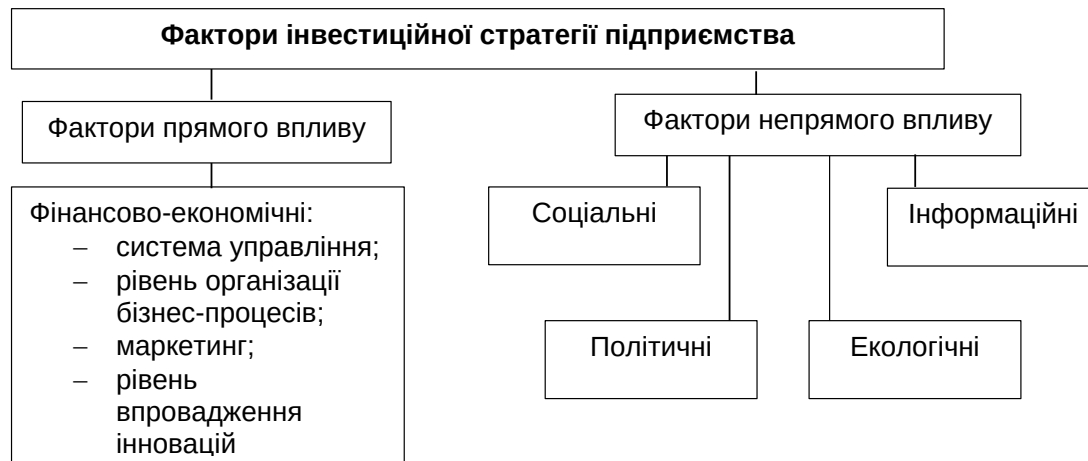 Фактори інвестиційної стратегії підприємства
Фактори прямого впливу
Фактори непрямого впливу
Фінансово-економічні:
– система управління;
– рівень організації
бізнес-процесів;
– маркетинг;
– рівень
впровадження
інновацій
Соціальні
Інформаційні
Політичні
Екологічні